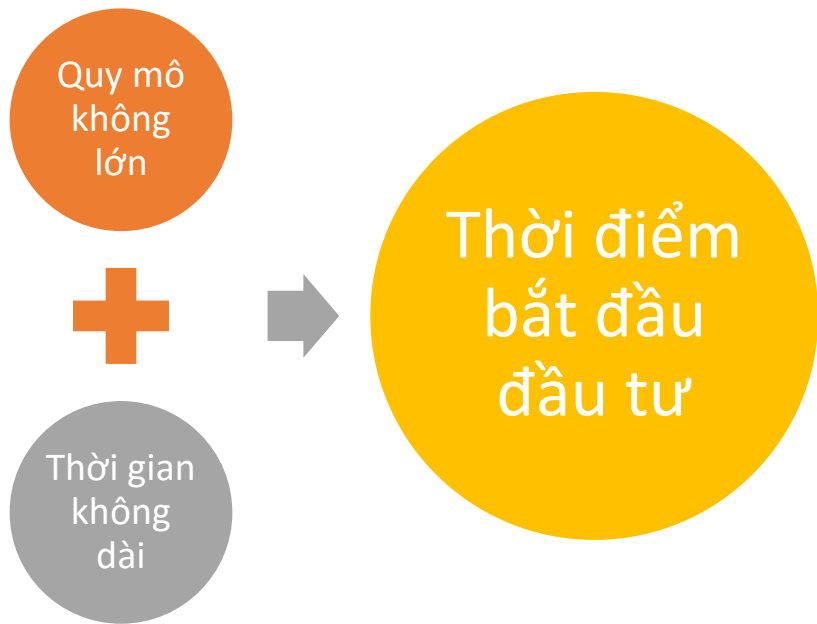 Quy mô
không
lớn
Thời gian
không
dài
Thời điểm
bắt đầu
đầu tư